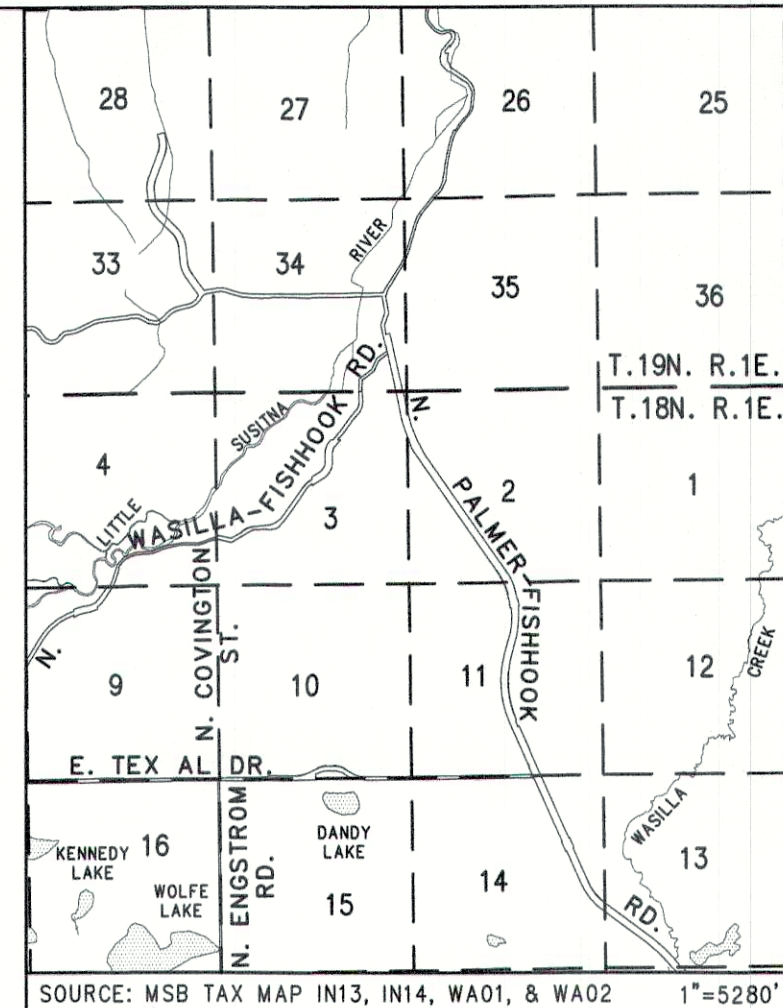 28
27
26
25
33
34
RIVER
35
36
T.19N. R.1E.
T.18N. R.1E.
4
LITTLE
SUSITNA
N. WASILLA-FISHHOOK RD.
3
N. PALMER-FISHHOOK RD.
2
1
N. COVINGTON
ST.
9
10
11
12
WASILLA CREEK
E. TEX AL DR.
KENNEDY
LAKE
16
WOLFE
LAKE
N. ENGSTROM
RD.
DANDY
LAKE
15
14
13
SOURCE: MSB TAX MAP IN13, IN14, WA01, & WA02 1"=5280'